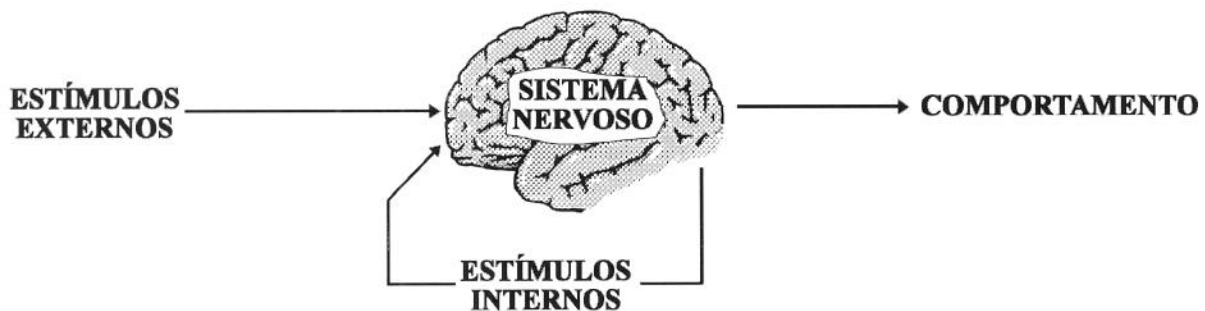 ESTÍMULOS
EXTERNOS
SISTEMA
NERVOSO
COMPORTAMENTO
ESTÍMULOS
INTERNOS